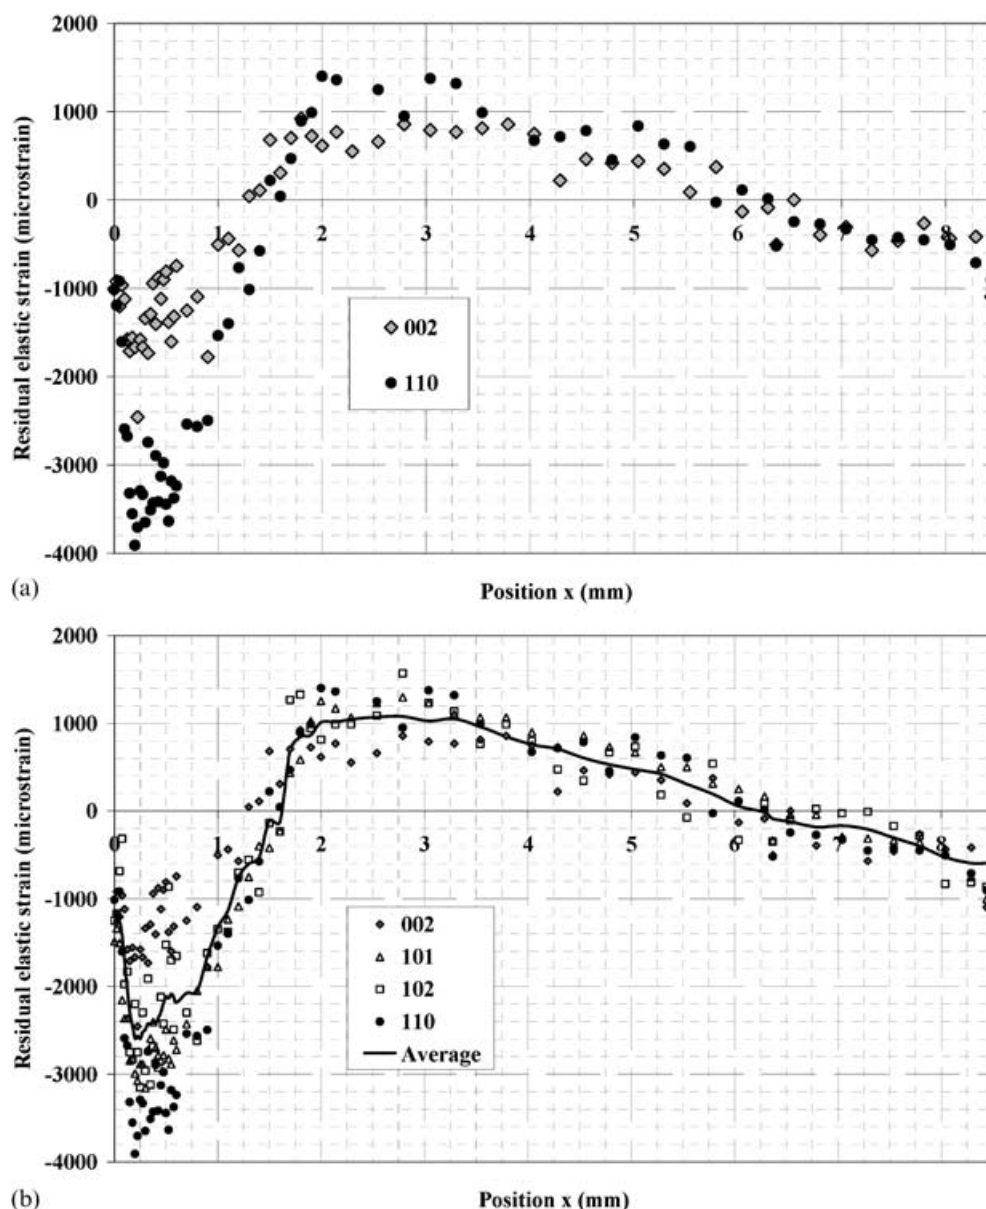 2000
1000
0
0 1 2 3 4 5 6 7 8
-1000
-2000
-3000
-4000
Residual elastic strain (microstrain)
002
110
(a)
Position x (mm)
2000
1000
0
0 1 2 3 4 5 6 7 8
-1000
-2000
-3000
-4000
Residual elastic strain (microstrain)
002
101
102
110
Average
(b)
Position x (mm)